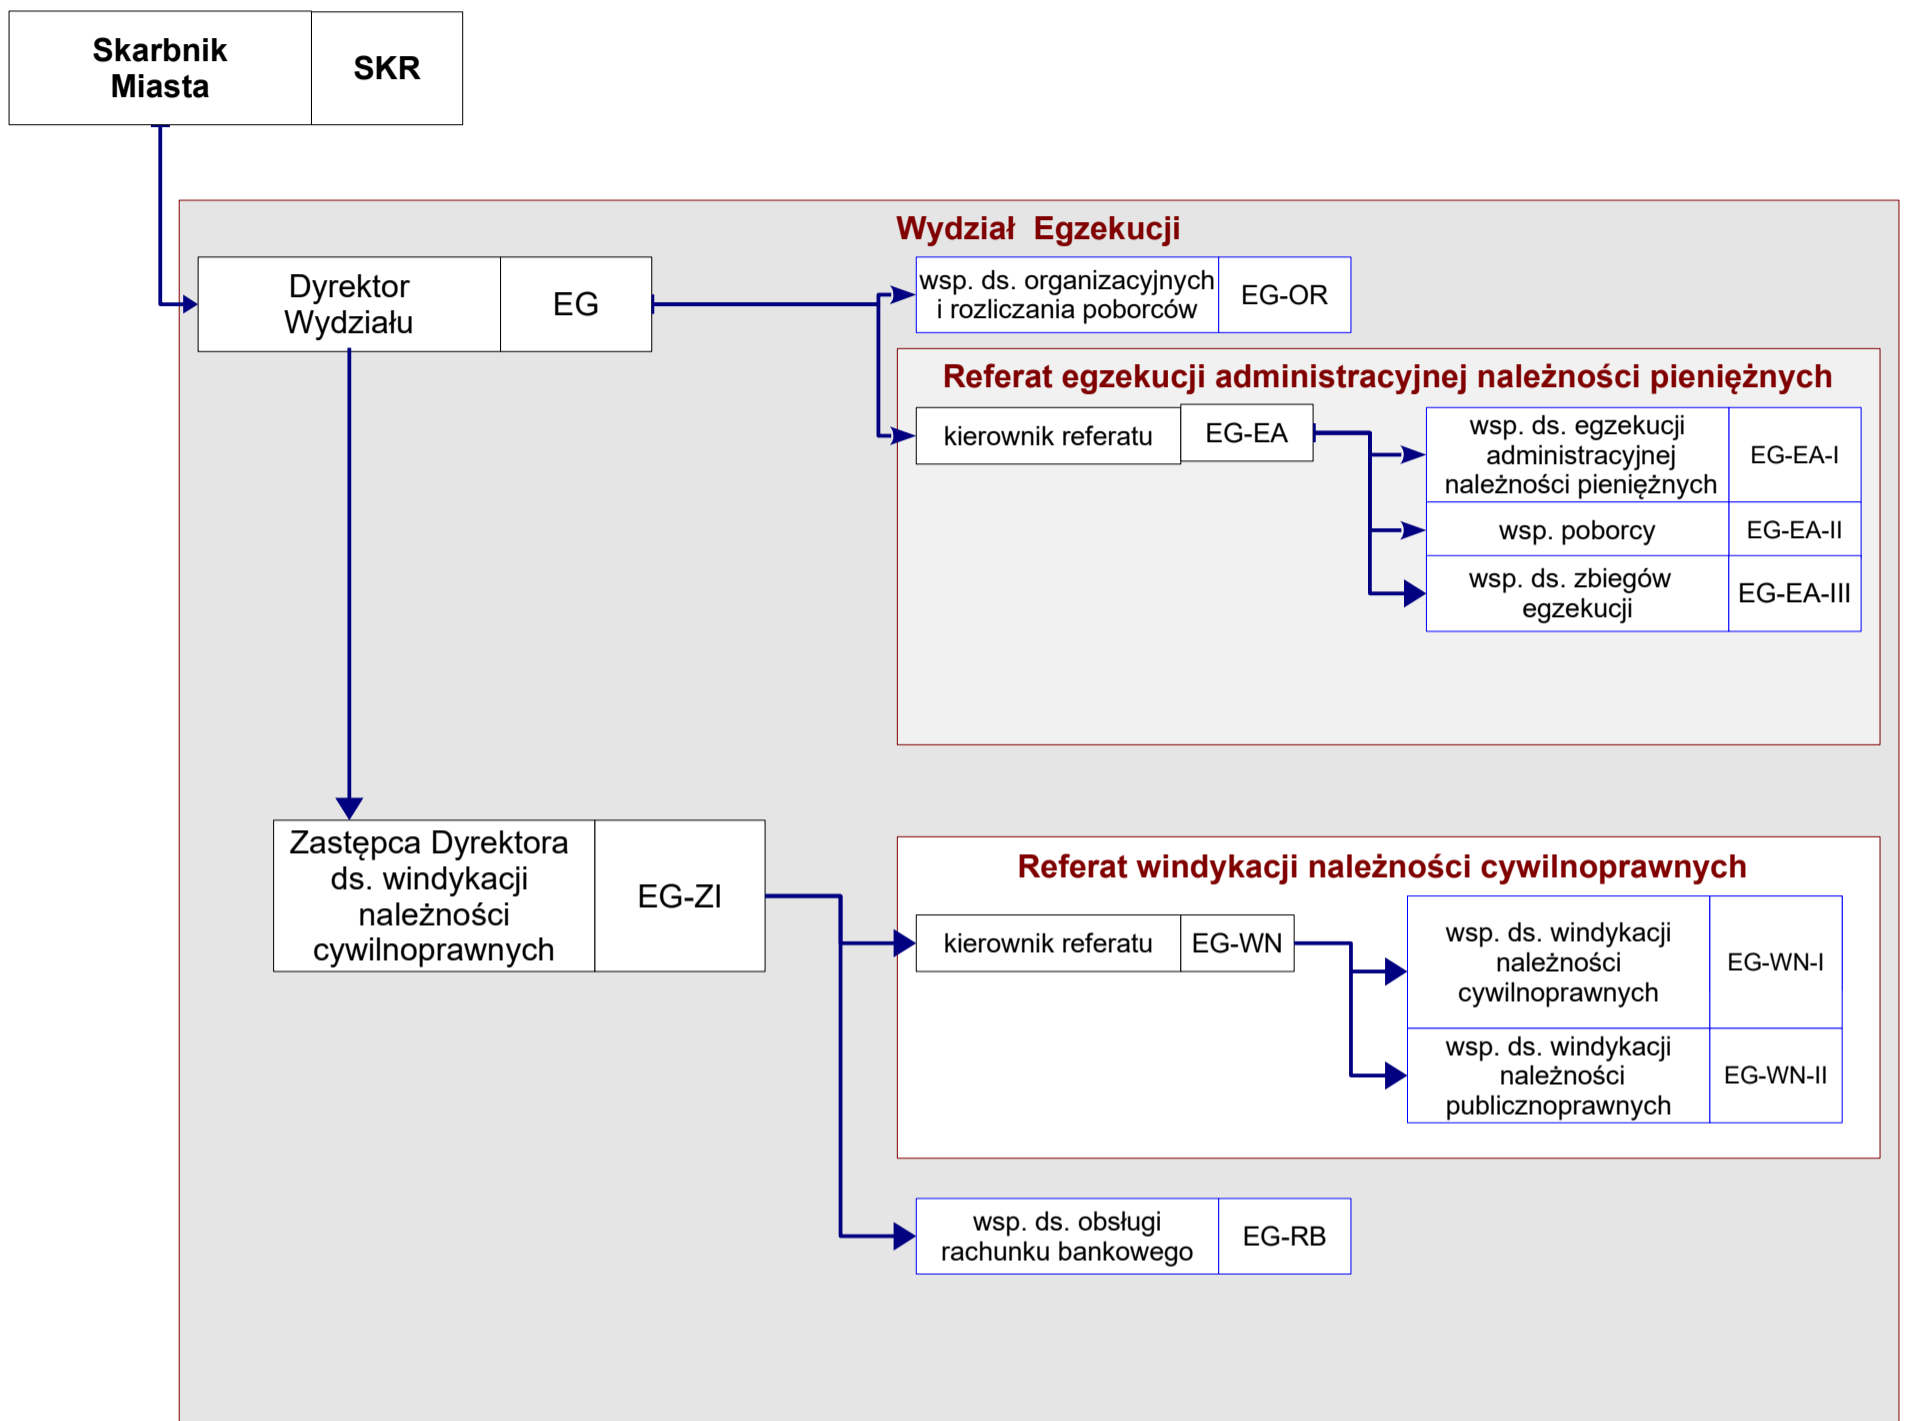 Skarbnik
Miasta
SKR
Wydział  Egzekucji
Dyrektor
Wydziału
EG
wsp. ds. organizacyjnych
i rozliczania poborców
EG-OR
Referat egzekucji administracyjnej należności pieniężnych
kierownik referatu
EG-EA
wsp. ds. egzekucji
administracyjnej
należności pieniężnych
EG-EA-I
wsp. poborcy
EG-EA-II
wsp. ds. zbiegów
egzekucji
EG-EA-III
Zastępca Dyrektora
ds. windykacji
należności
cywilnoprawnych
EG-ZI
Referat windykacji należności cywilnoprawnych
kierownik referatu
EG-WN
wsp. ds. windykacji
należności
cywilnoprawnych
EG-WN-I
wsp. ds. windykacji
należności
publicznoprawnych
EG-WN-II
wsp. ds. obsługi
rachunku bankowego
EG-RB